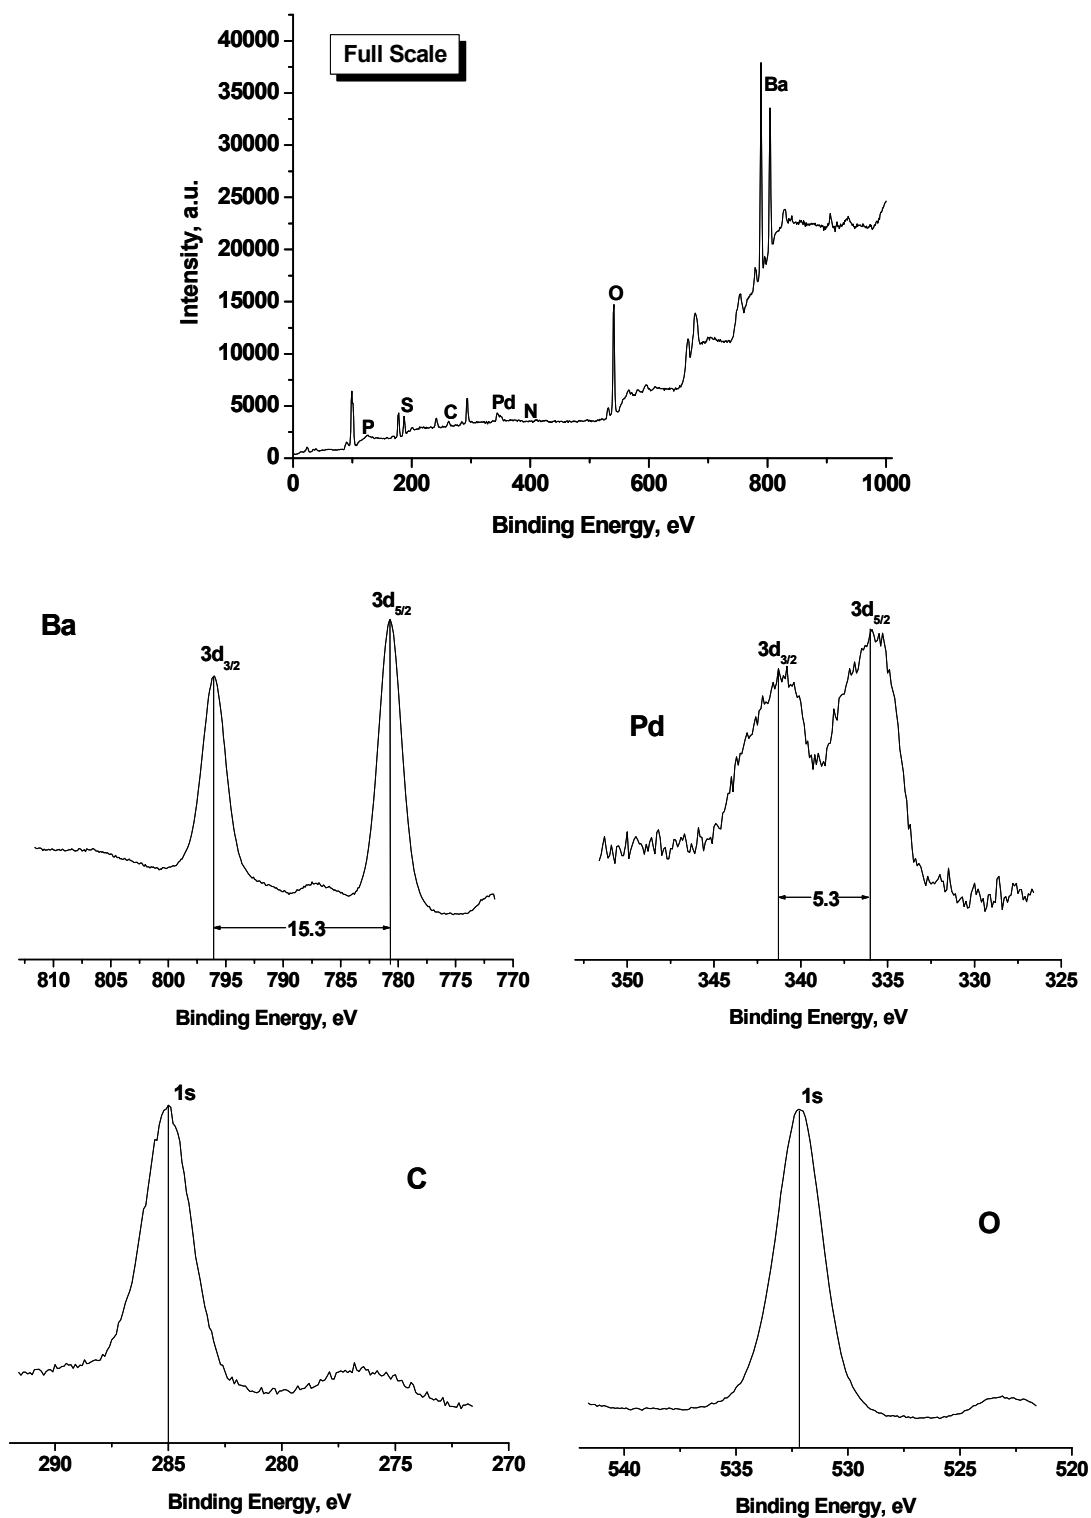 Full Scale
40000
35000
30000
25000
20000
15000
10000
5000
0
Intensity, a.u.
P
S
C
Pd
N
O
Ba
0 200 400 600 800 1000
Binding Energy, eV
Ba
3d3/2
3d5/2
15.3
810 805 800 795 790 785 780 775 770
Binding Energy, eV
Pd
3d3/2
3d5/2
5.3
350 345 340 335 330 325
Binding Energy, eV
1s
C
290 285 280 275 270
Binding Energy, eV
1s
O
540 535 530 525 520
Binding Energy, eV